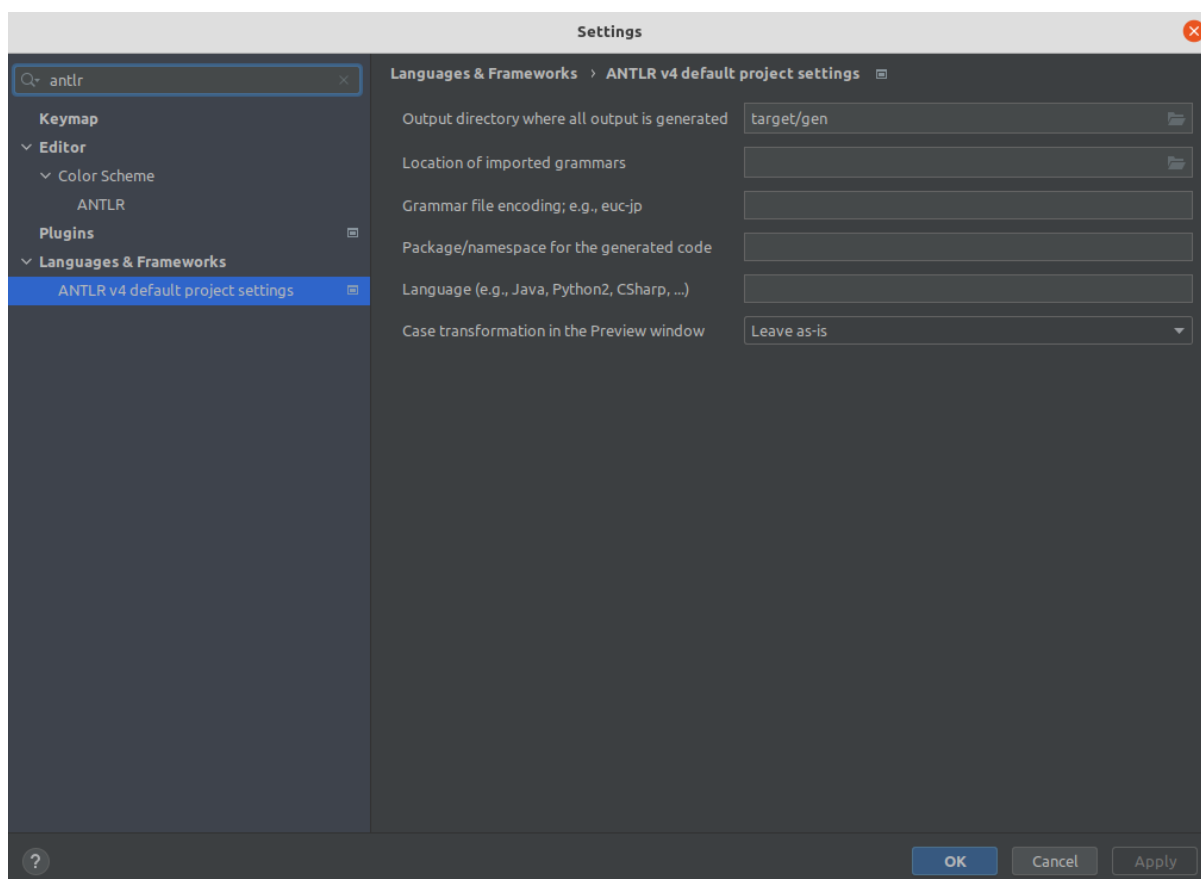 Settings
antlr
Keymap
Editor
Color Scheme
ANTLR
Plugins
Languages & Frameworks
ANTLR v4 default project settings
Languages & Frameworks › ANTLR v4 default project settings
Output directory where all output is generated target/gen
Location of imported grammars
Grammar file encoding; e.g., euc-jp
Package/namespace for the generated code
Language (e.g., Java, Python2, CSharp, ...)
Case transformation in the Preview window Leave as-is
? OK Cancel Apply